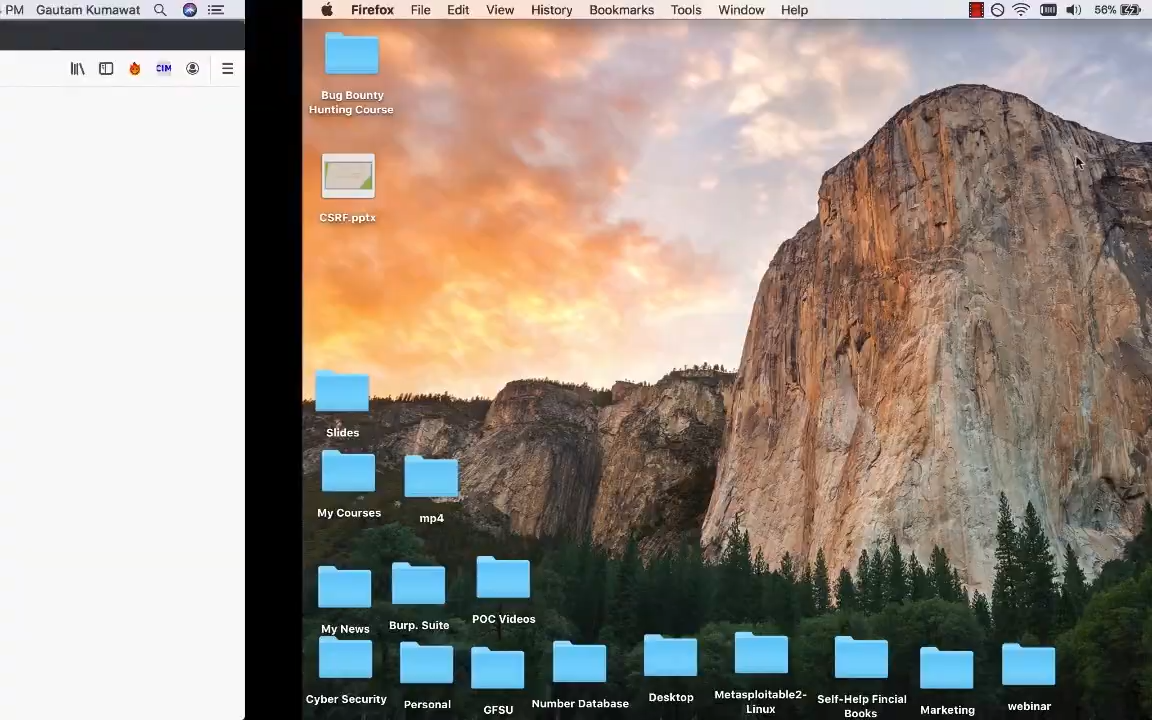 PM Gautam Kumawat
CIM
Firefox File Edit View History Bookmarks Tools Window Help 56%
Bug Bounty
Hunting Course
CSRF.pptx
Slides
My Courses
mp4
My News
Burp. Suite
POC Videos
Cyber Security
Personal
GFSU
Number Database
Desktop
Metasploitable2-
Linux
Self-Help Fincial
Books
Marketing
webinar